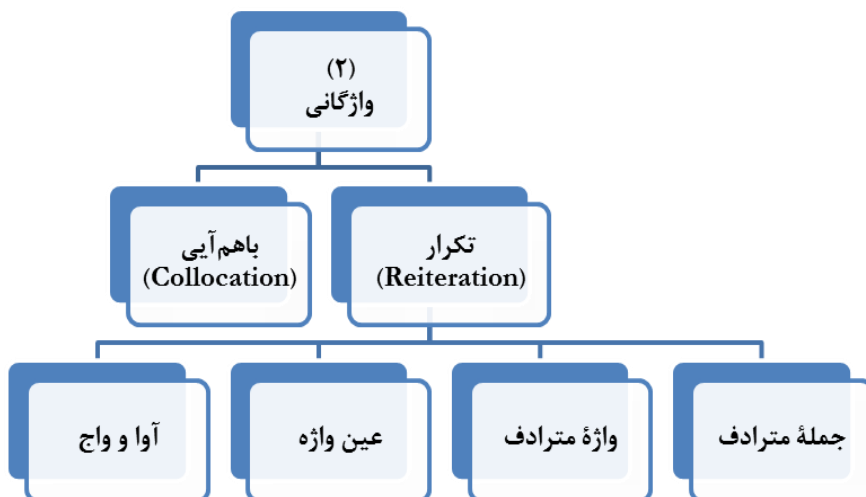 (۲)
واژگانی
تکرار
(Reiteration)
باهم‌آیی
(Collocation)
جملهٔ مترادف
واژهٔ مترادف
عین واژه
آوا و واج